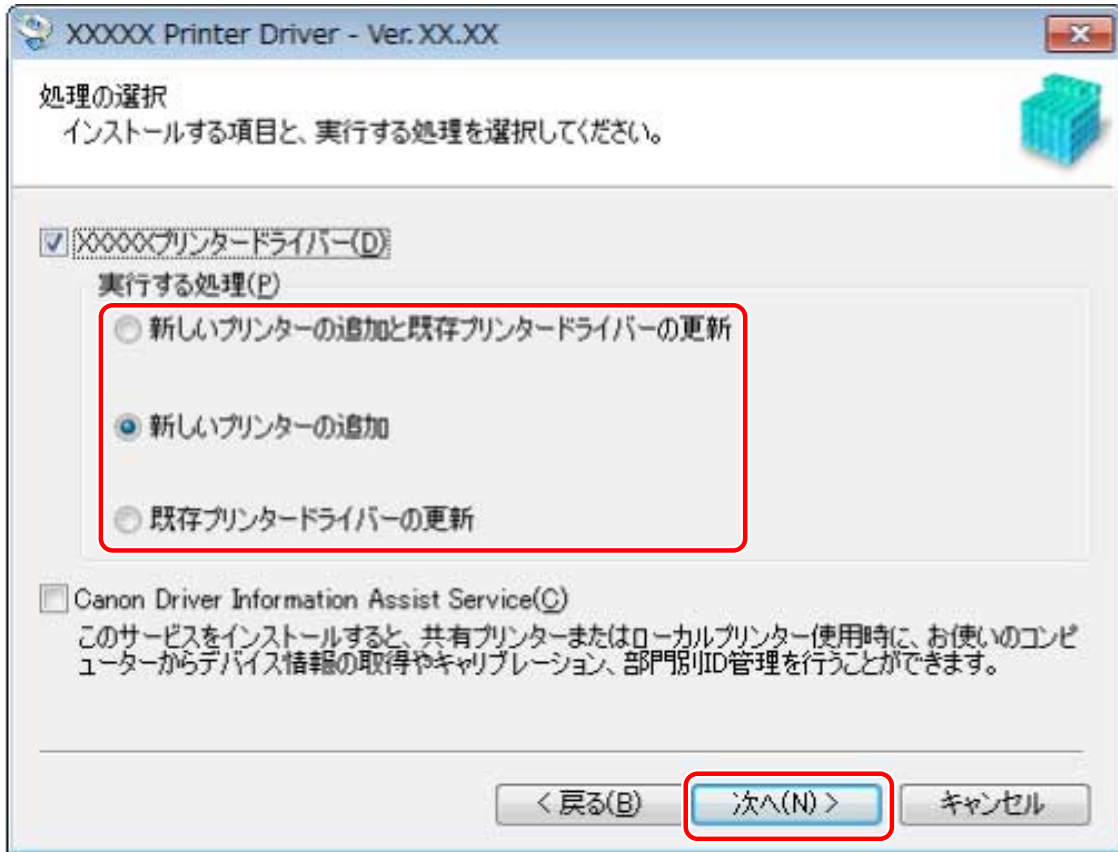 XXXXX Printer Driver - Ver. XX.XX
処理の選択
インストールする項目と、実行する処理を選択してください。
XXXXXプリンタードライバー(D)
実行する処理(P)
新しいプリンターの追加と既存プリンタードライバーの更新
新しいプリンターの追加
既存プリンタードライバーの更新
Canon Driver Information Assist Service(C)
このサービスをインストールすると、共有プリンターまたはローカルプリンター使用時に、お使いのコンピ
ューターからデバイス情報の取得やキャリブレーション、部門別ID管理を行うことができます。
< 戻る(B)
次へ(N) >
キャンセル